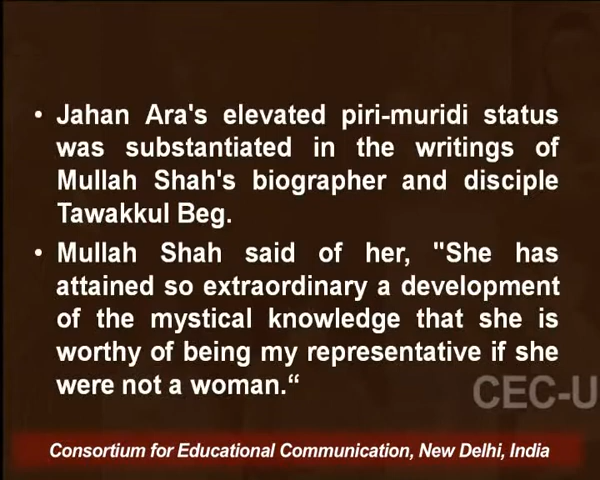 • Jahan Ara's elevated piri-muridi status
was substantiated in the writings of
Mullah Shah's biographer and disciple
Tawakkul Beg.
• Mullah Shah said of her, "She has
attained so extraordinary a development
of the mystical knowledge that she is
worthy of being my representative if she
were not a woman.“
CEC-U
Consortium for Educational Communication, New Delhi, India